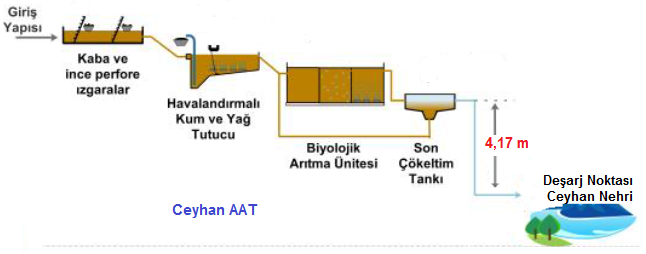 Giriş
Yapısı
Kaba ve
ince perfore
ızgaralar
Havalandırmalı
Kum ve Yağ
Tutucu
Biyolojik
Arıtma Ünitesi
Son
Çökeltim
Tankı
4,17 m
Deşarj Noktası
Ceyhan Nehri
Ceyhan AAT